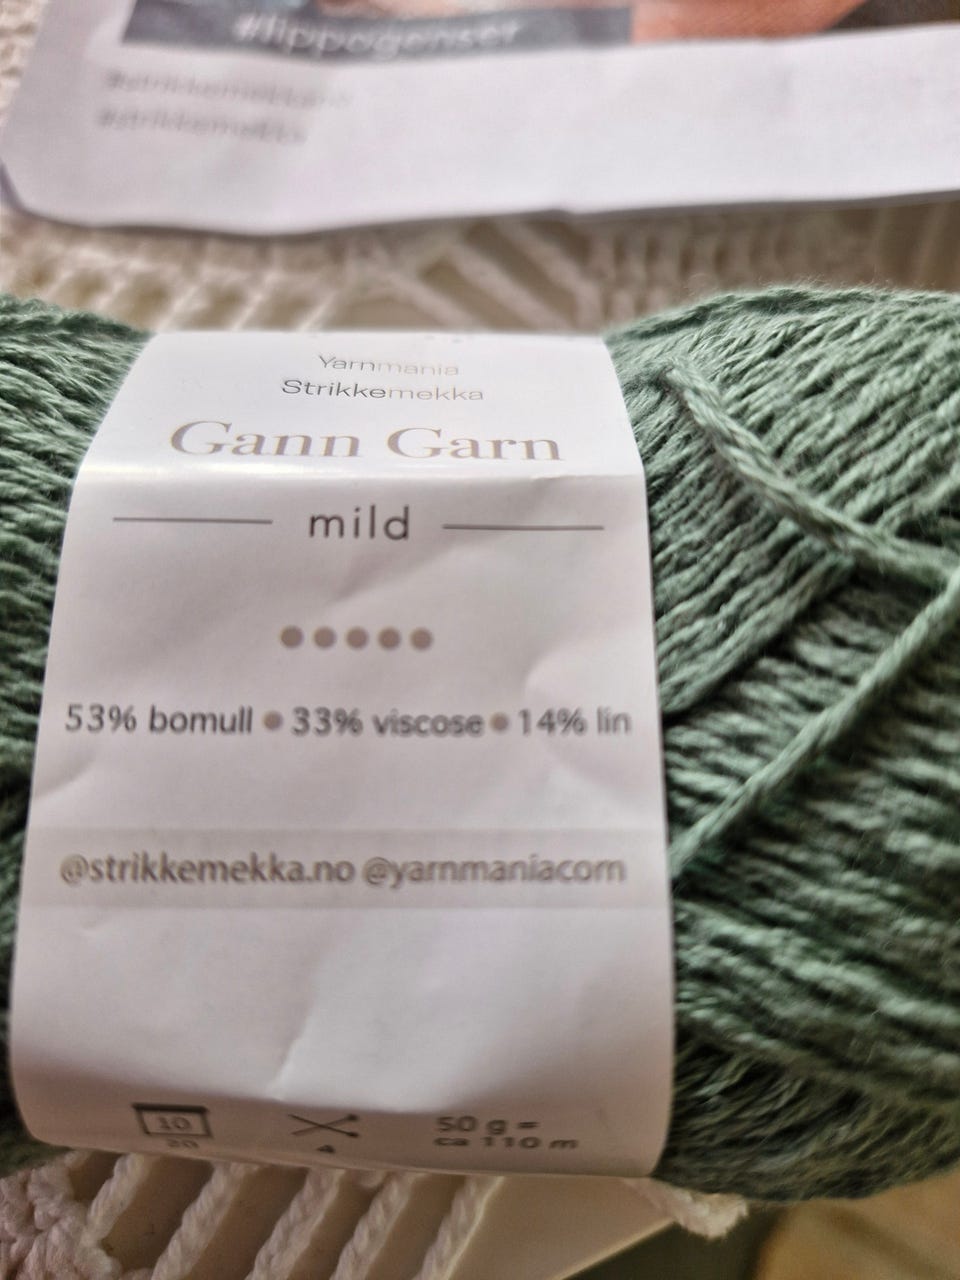 #lippogenser
Yarnmania
Strikkemekka
Gann Garn
mild
53% bomull • 33% viscose • 14% lin
@strikkemekka.no @yarnmaniacom
10
20
4
50 g =
ca 110 m